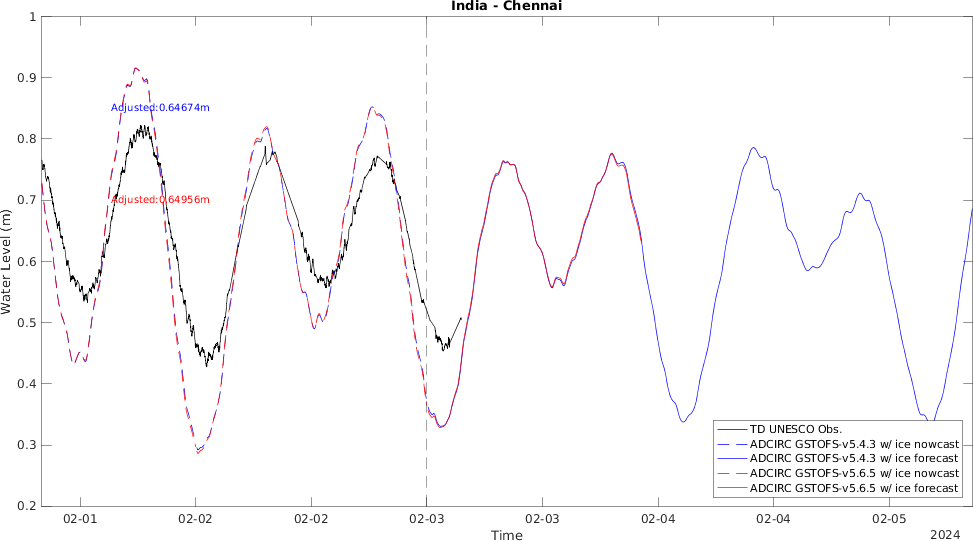 India - Chennai
1
0.9
0.8
0.7
0.6
0.5
0.4
0.3
0.2
Water Level (m)
Adjusted:0.64674m
Adjusted:0.64956m
TD UNESCO Obs.
ADCIRC GSTOFS-v5.4.3 w/ ice nowcast
ADCIRC GSTOFS-v5.4.3 w/ ice forecast
ADCIRC GSTOFS-v5.6.5 w/ ice nowcast
ADCIRC GSTOFS-v5.6.5 w/ ice forecast
02-01 02-02 02-02 02-03 02-03 02-04 02-04 02-05
Time
2024